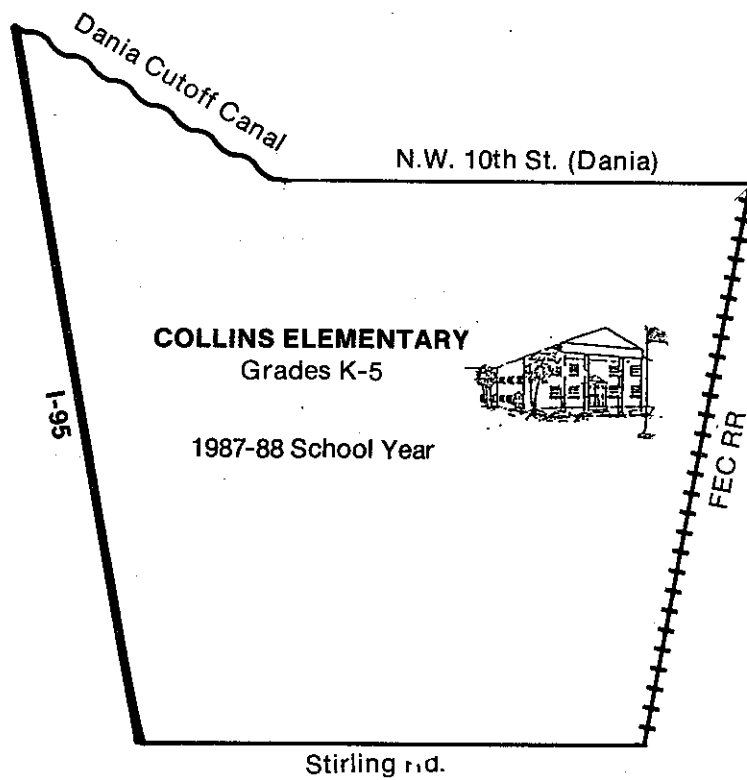 Dania Cutoff Canal
N.W. 10th St. (Dania)
COLLINS ELEMENTARY
Grades K-5
1987-88 School Year
I-95
FEC RR
Stirling